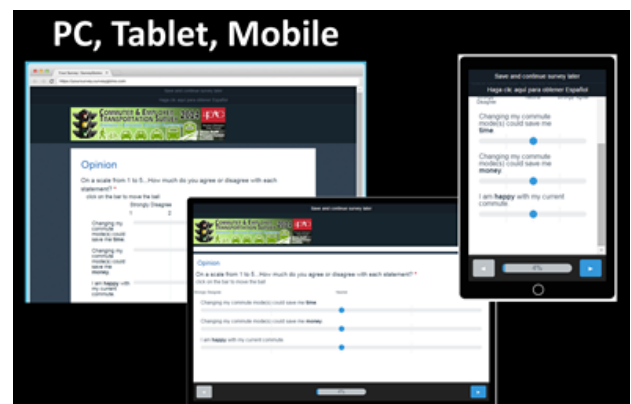 PC, Tablet, Mobile
Save and continue survey later
Haga clic aquí para obtener Español
COMMUTER & EMPLOYER
TRANSPORTATION SURVEY
Opinion
On a scale from 1 to 5...How much do you agree or disagree with each
statement? *
click on the bar to move the ball
Strongly Disagree
1 2
Changing my
commute
mode(s) could
save me time
Changing my
commute
mode(s) could
save me
money
I am happy with
my current
commute
Save and continue survey later
COMMUTER & EMPLOYER
TRANSPORTATION SURVEY
Opinion
On a scale from 1 to 5...How much do you agree or disagree with each statement? *
click on the bar to move the ball
Strongly Disagree Neutral
Changing my commute mode(s) could save me time
Changing my commute mode(s) could save me money
I am happy with my current commute
Save and continue survey later
Haga clic aquí para obtener Español
Disagree
Changing my commute
mode(s) could save me
time
Changing my commute
mode(s) could save me
money
I am happy with my current
commute